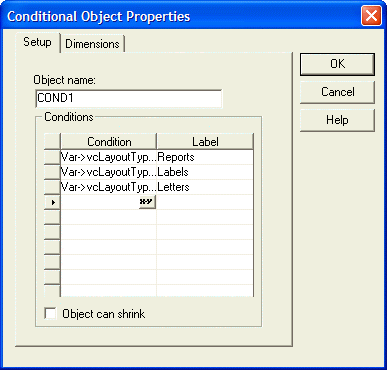 Conditional Object Properties
Setup Dimensions
OK
Object name:
COND1
Cancel
Help
Conditions
Condition Label
Var->vcLayoutTyp... Reports
Var->vcLayoutTyp... Labels
Var->vcLayoutTyp... Letters
Object can shrink